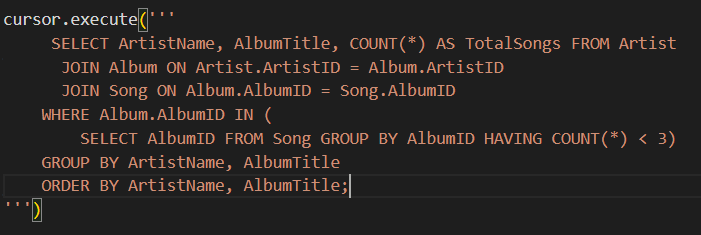 cursor.execute('''
SELECT ArtistName, AlbumTitle, COUNT(*) AS TotalSongs FROM Artist
JOIN Album ON Artist.ArtistID = Album.ArtistID
JOIN Song ON Album.AlbumID = Song.AlbumID
WHERE Album.AlbumID IN (
SELECT AlbumID FROM Song GROUP BY AlbumID HAVING COUNT(*) < 3)
GROUP BY ArtistName, AlbumTitle
ORDER BY ArtistName, AlbumTitle;
''')